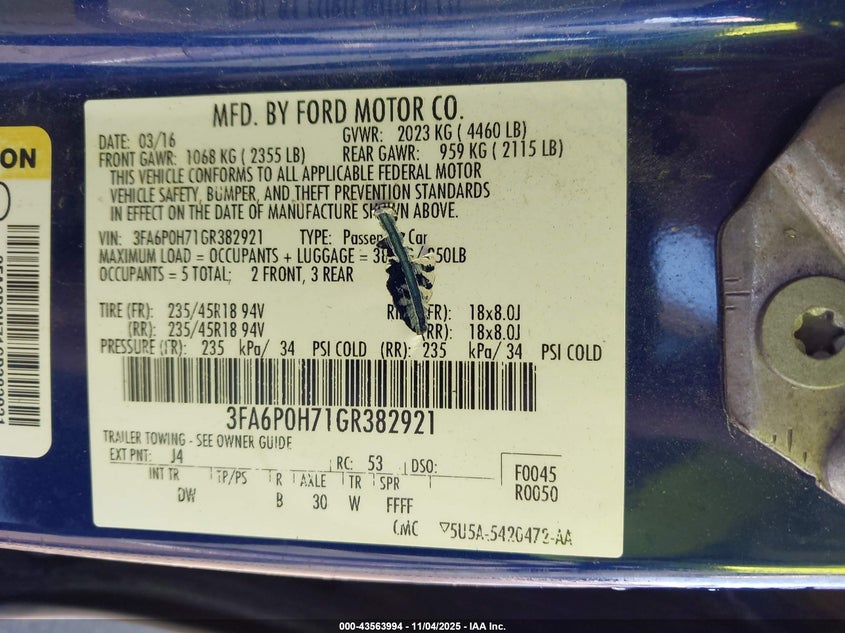 MFD. BY FORD MOTOR CO.
DATE: 03/16 GVWR: 2023 KG ( 4460 LB)
FRONT GAWR: 1068 KG ( 2355 LB) REAR GAWR: 959 KG ( 2115 LB)
THIS VEHICLE CONFORMS TO ALL APPLICABLE FEDERAL MOTOR
VEHICLE SAFETY, BUMPER, AND THEFT PREVENTION STANDARDS
IN EFFECT ON THE DATE OF MANUFACTURE SHOWN ABOVE.
VIN: 3FA6P0H71GR382921 TYPE: Passenger Car
MAXIMUM LOAD = OCCUPANTS + LUGGAGE = 850LB
OCCUPANTS = 5 TOTAL; 2 FRONT, 3 REAR
TIRE (FR): 235/45R18 94V 18x8.0J
(RR): 235/45R18 94V (RR): 18x8.0J
PRESSURE (FR): 235 kPa/ 34 PSI COLD (RR): 235 kPa/ 34 PSI COLD
3FA6P0H71GR382921
TRAILER TOWING - SEE OWNER GUIDE
EXT PNT: J4 RC: 53 DSO:
INT TR TP/PS R AXLE TR SPR
DW B 30 W FFFF
F0045
R0050
CMC 5U5A-5420472-AA
ON
000-43563994 - 11/04/2025 - IAA Inc.